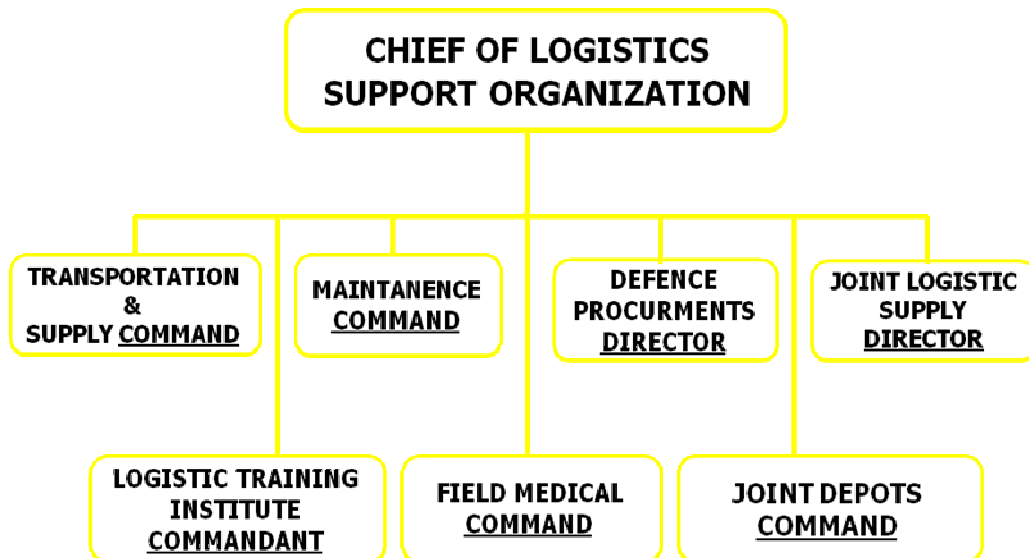 CHIEF OF LOGISTICS
SUPPORT ORGANIZATION
TRANSPORTATION
&
SUPPLY COMMAND
MAINTANENCE
COMMAND
DEFENCE
PROCURMENTS
DIRECTOR
JOINT LOGISTIC
SUPPLY
DIRECTOR
LOGISTIC TRAINING
INSTITUTE
COMMANDANT
FIELD MEDICAL
COMMAND
JOINT DEPOTS
COMMAND